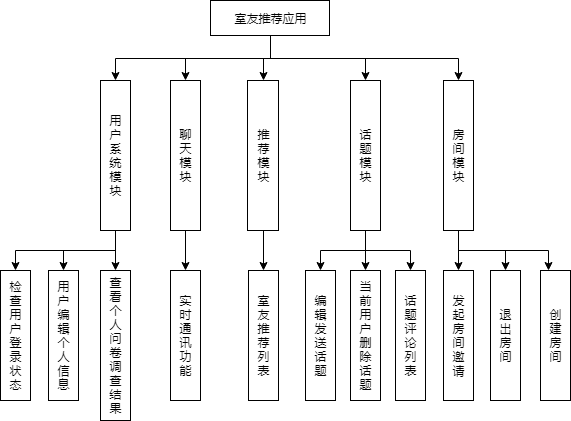 室友推荐应用
用户系统模块
聊天模块
推荐模块
话题模块
房间模块
检查用户登录状态
用户编辑个人信息
查看个人问卷调查结果
实时通讯功能
室友推荐列表
编辑发送话题
当前用户删除话题
话题评论列表
发起房间邀请
退出房间
创建房间